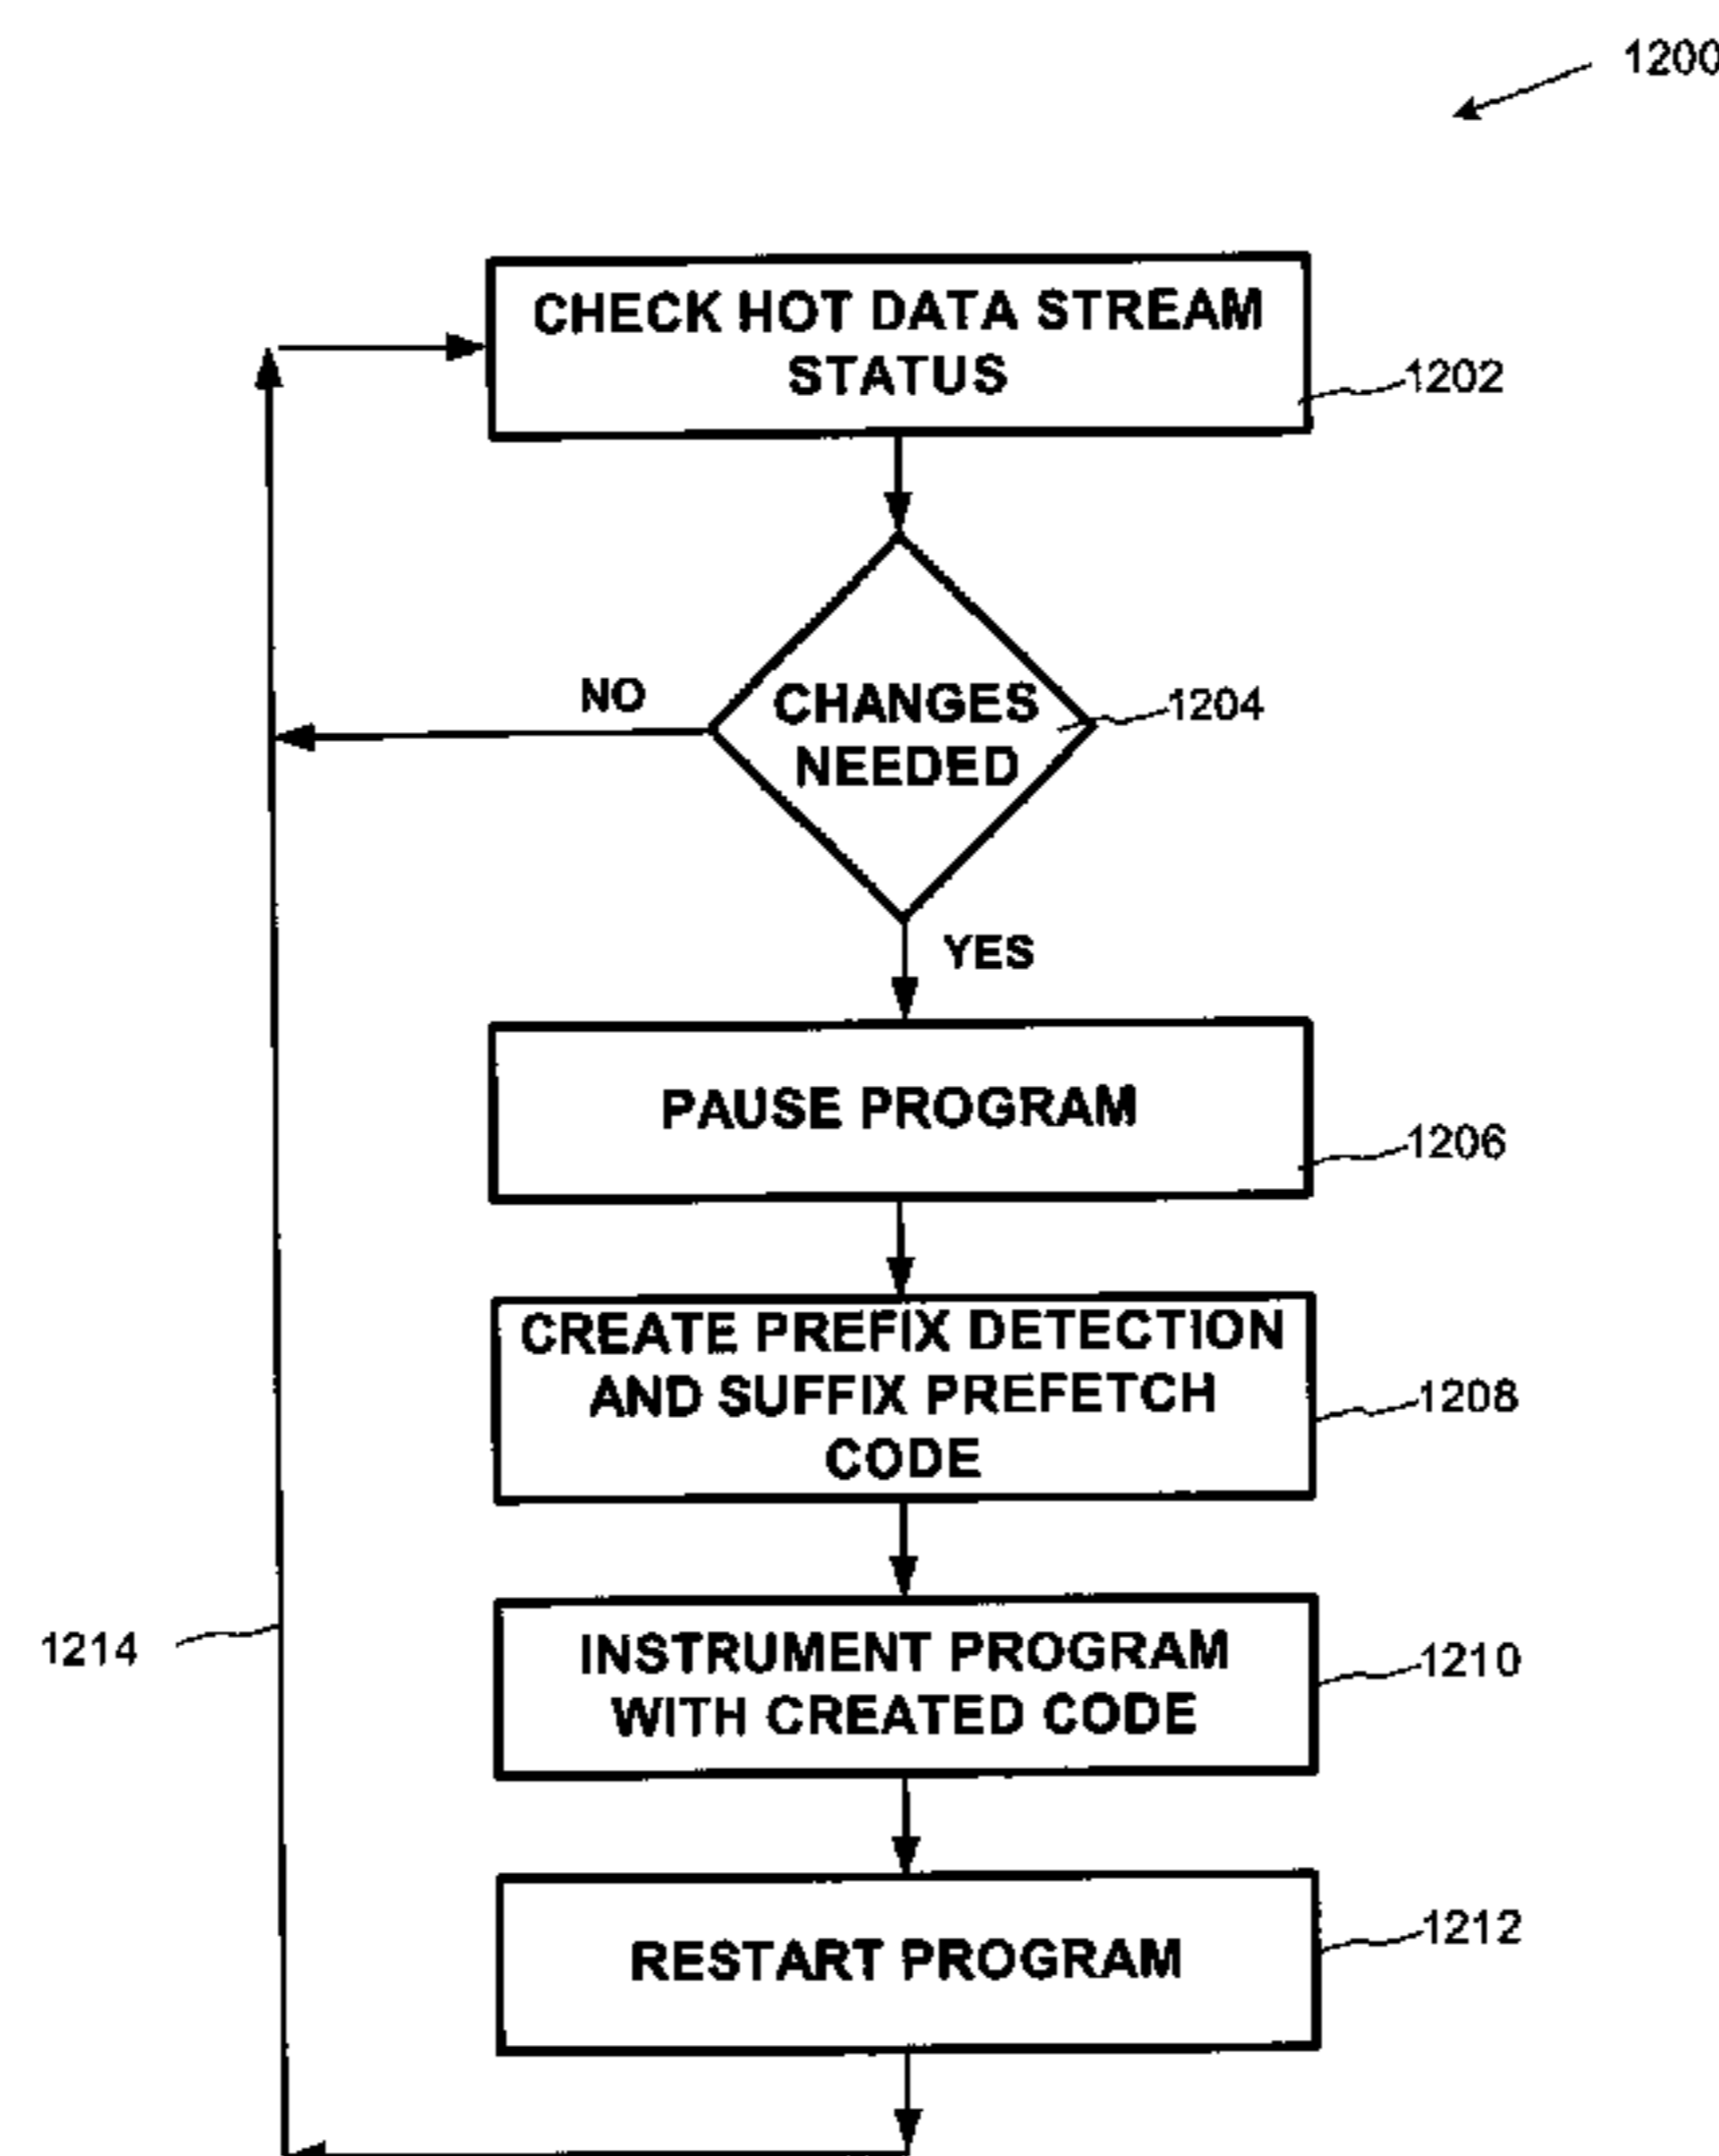 1200
CHECK HOT DATA STREAM
STATUS
1202
NO
CHANGES
NEEDED
1204
YES
PAUSE PROGRAM
1206
CREATE PREFIX DETECTION
AND SUFFIX PREFETCH
CODE
1208
INSTRUMENT PROGRAM
WITH CREATED CODE
1210
1214
RESTART PROGRAM
1212